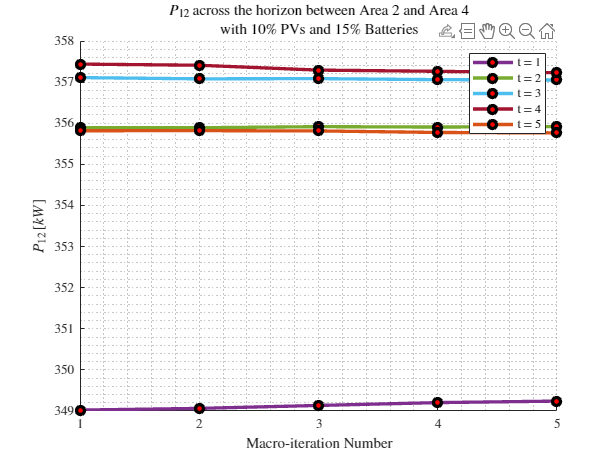 P₁₂ across the horizon between Area 2 and Area 4
with 10% PVs and 15% Batteries
358
357
356
355
354
353
352
351
350
349
P₁₂ [kW]
t = 1
t = 2
t = 3
t = 4
t = 5
1 2 3 4 5
Macro-iteration Number